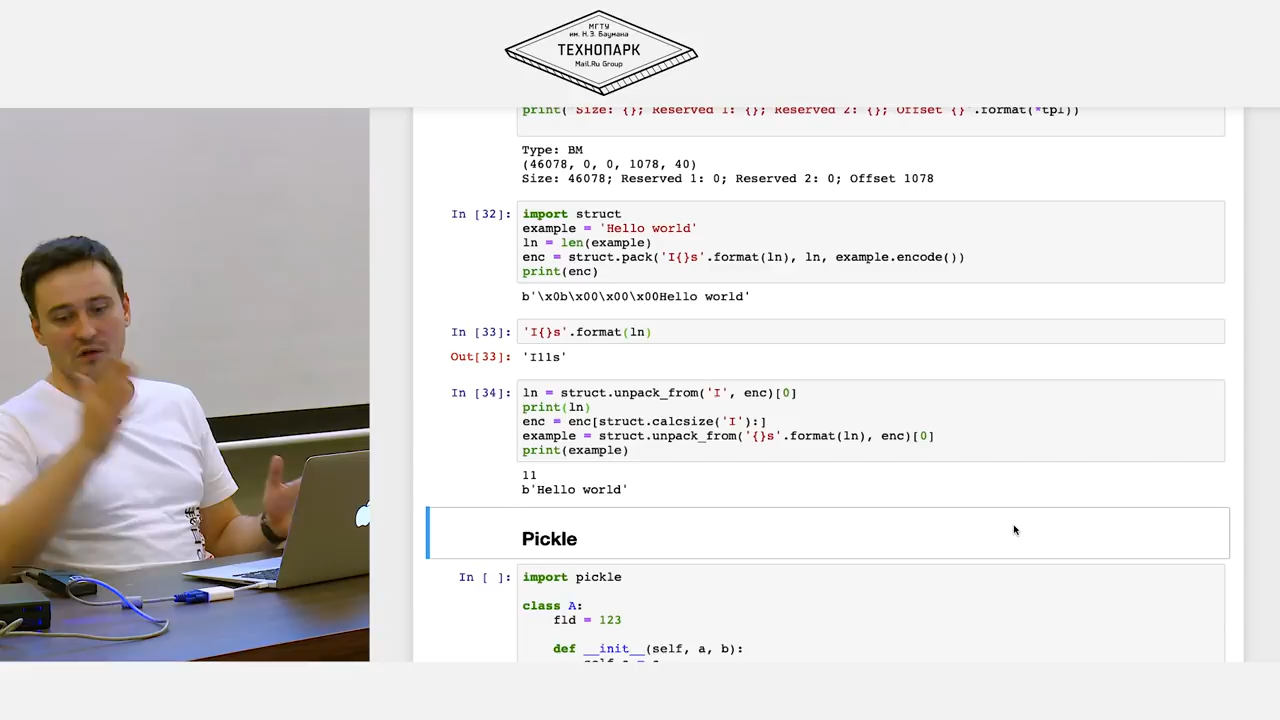 МГТУ
им. Н.Э. Баумана
ТЕХНОПАРК
Mail.Ru Group
print('Size: {}; Reserved 1: {}; Reserved 2: {}; Offset {}'.format(*tpl))
Type: BM
(46078, 0, 0, 1078, 40)
Size: 46078; Reserved 1: 0; Reserved 2: 0; Offset 1078
In [32]:
import struct
example = 'Hello world'
ln = len(example)
enc = struct.pack('I{}s'.format(ln), ln, example.encode())
print(enc)
b'\x0b\x00\x00\x00Hello world'
In [33]:
'I{}s'.format(ln)
Out[33]:
'I11s'
In [34]:
ln = struct.unpack_from('I', enc)[0]
print(ln)
enc = enc[struct.calcsize('I'):]
example = struct.unpack_from('{}s'.format(ln), enc)[0]
print(example)
11
b'Hello world'
Pickle
In [ ]:
import pickle
class A:
fld = 123
def __init__(self, a, b):